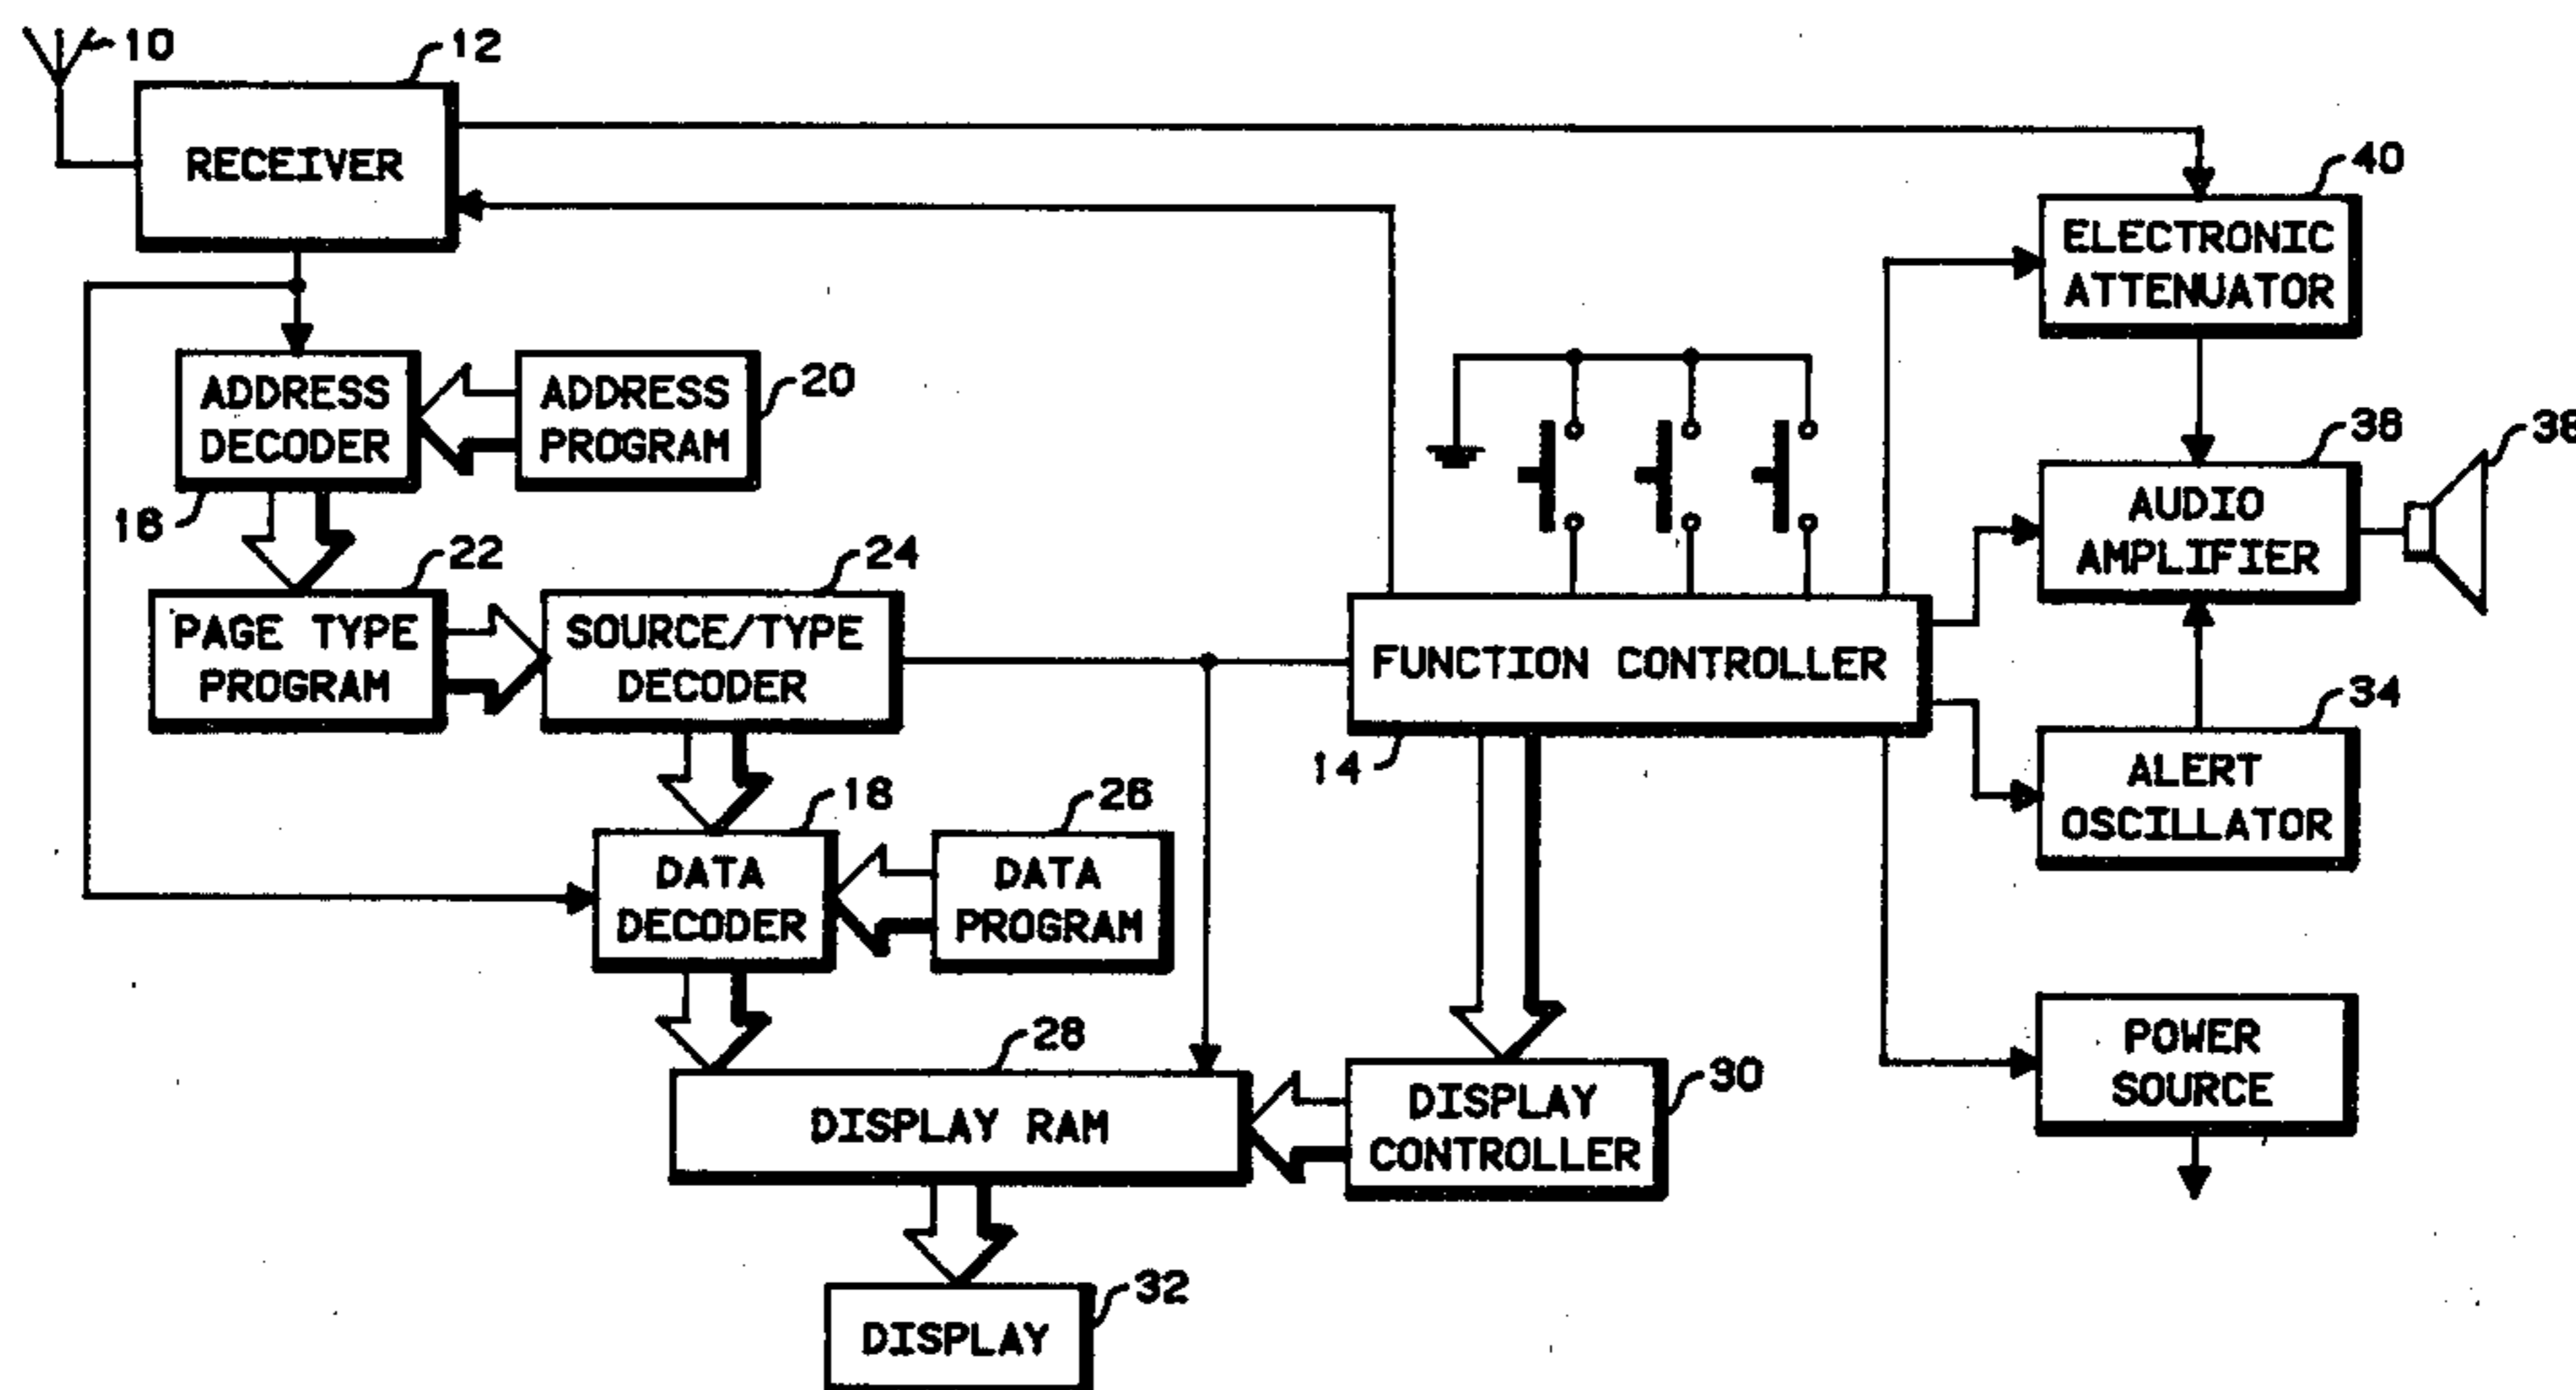 10
12
RECEIVER
40
ELECTRONIC
ATTENUATOR
ADDRESS
DECODER
ADDRESS
PROGRAM
20
16
38
38
AUDIO
AMPLIFIER
22
PAGE TYPE
PROGRAM
24
SOURCE/TYPE
DECODER
FUNCTION CONTROLLER
14
34
ALERT
OSCILLATOR
18
DATA
DECODER
26
DATA
PROGRAM
28
DISPLAY RAM
30
DISPLAY
CONTROLLER
POWER
SOURCE
32
DISPLAY